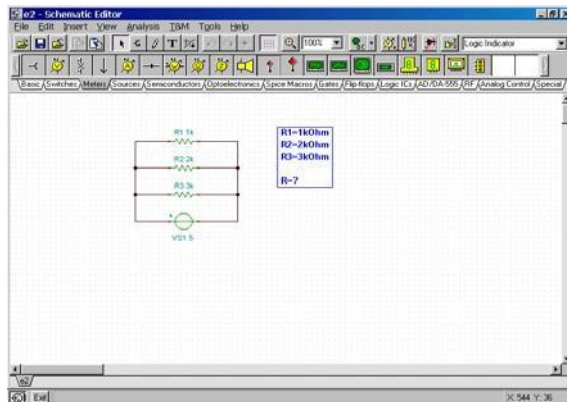 e2 - Schematic Editor
File Edit Insert View Analysis T&M Tools Help
100% Logic Indicator
Basic Switches Meters Sources Semiconductors Optoelectronics Spice Macros Gates Flip-flops Logic ICs AD/DA-555 RF Analog Control Special
R1 1k
R2 2k
R3 3k
VS1 5
R1=1kOhm
R2=2kOhm
R3=3kOhm
R=?
e2
Exit X: 544 Y: 36